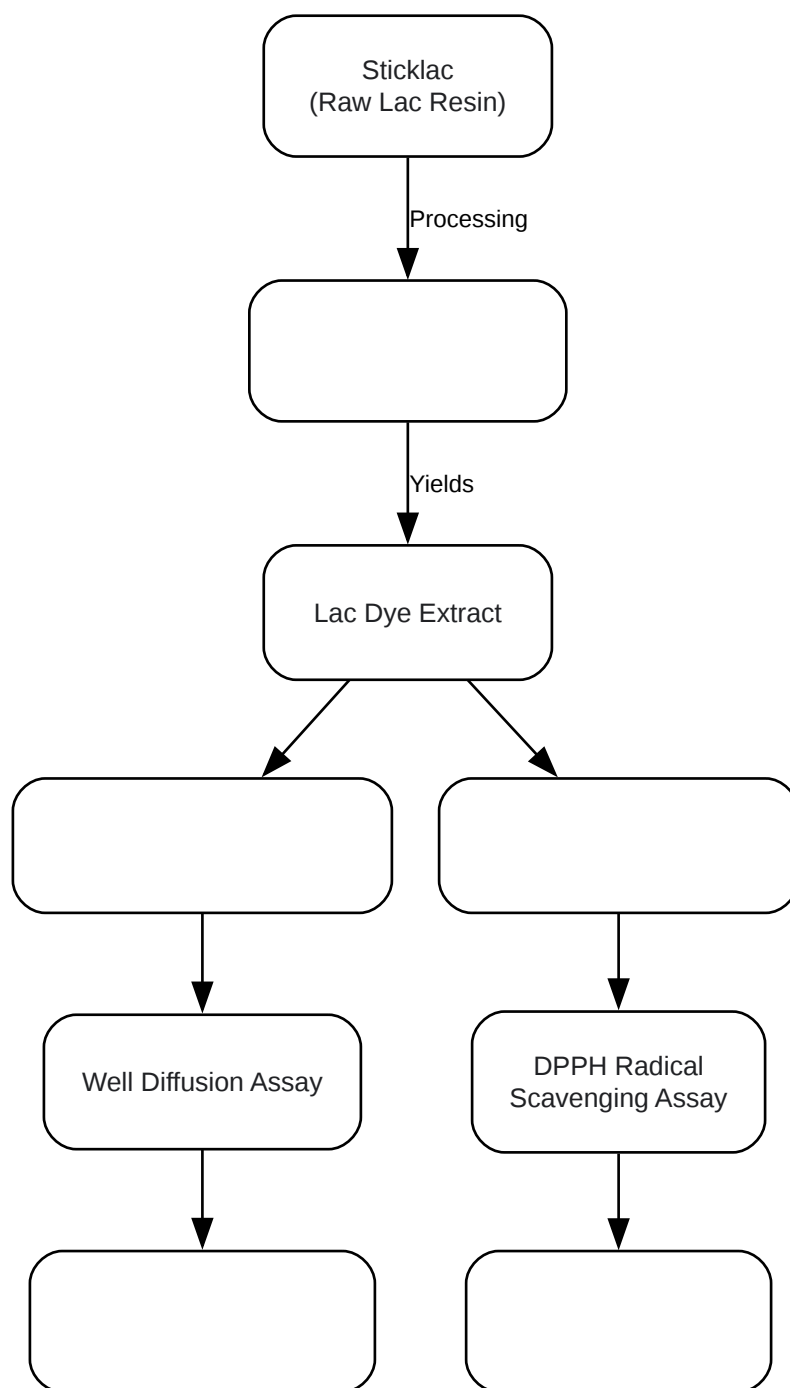 Sticklac
(Raw Lac Resin)
Processing
Yields
Lac Dye Extract
Well Diffusion Assay
DPPH Radical
Scavenging Assay